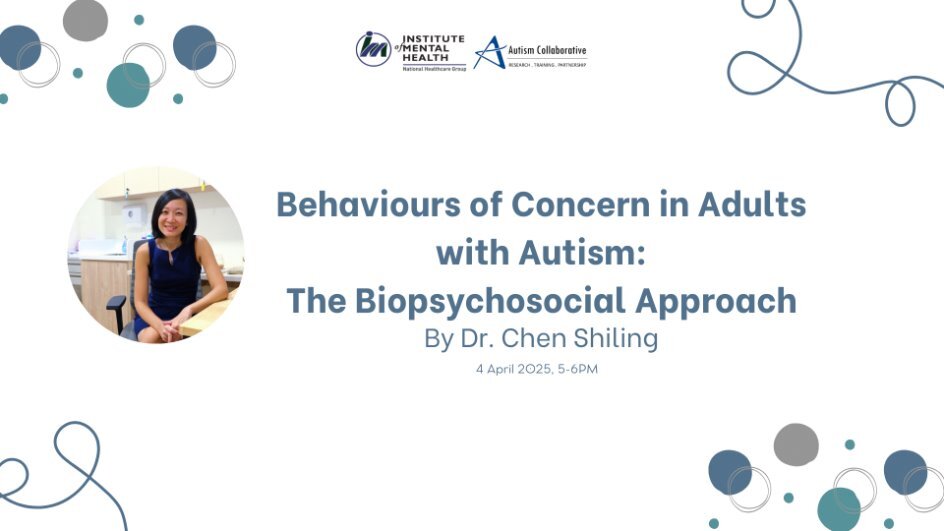 INSTITUTE
of MENTAL
HEALTH
National Healthcare Group
Autism Collaborative
RESEARCH . TRAINING . PARTNERSHIP
Behaviours of Concern in Adults
with Autism:
The Biopsychosocial Approach
By Dr. Chen Shiling
4 April 2025, 5-6PM